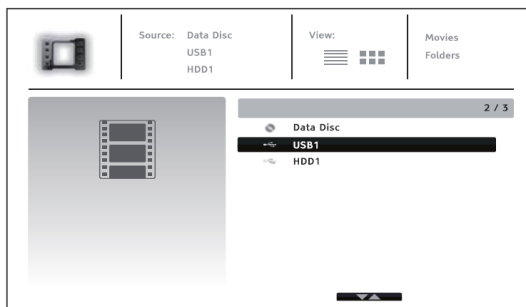 Source: Data Disc
USB1
HDD1
View:
Movies
Folders
2 / 3
Data Disc
USB1
HDD1